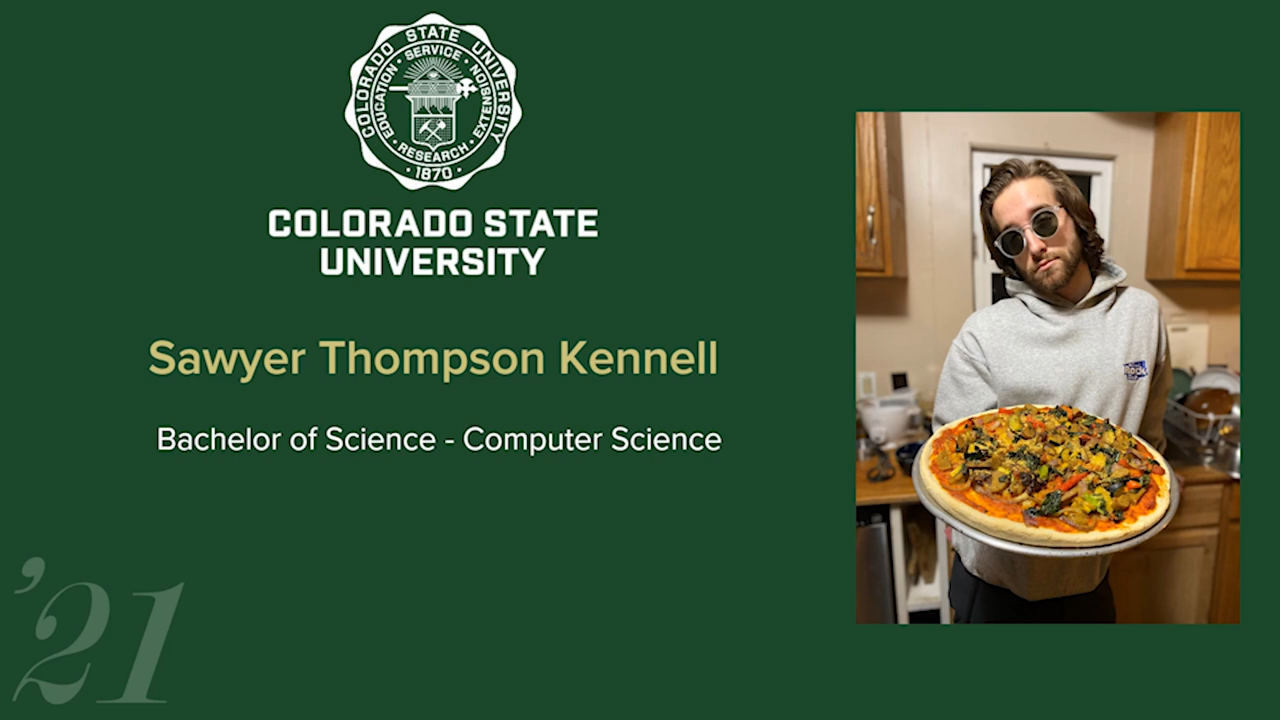 COLORADO STATE UNIVERSITY
EDUCATION • SERVICE • EXTENSION
• RESEARCH •
• 1870 •
COLORADO STATE
UNIVERSITY
Sawyer Thompson Kennell
Bachelor of Science - Computer Science
’21